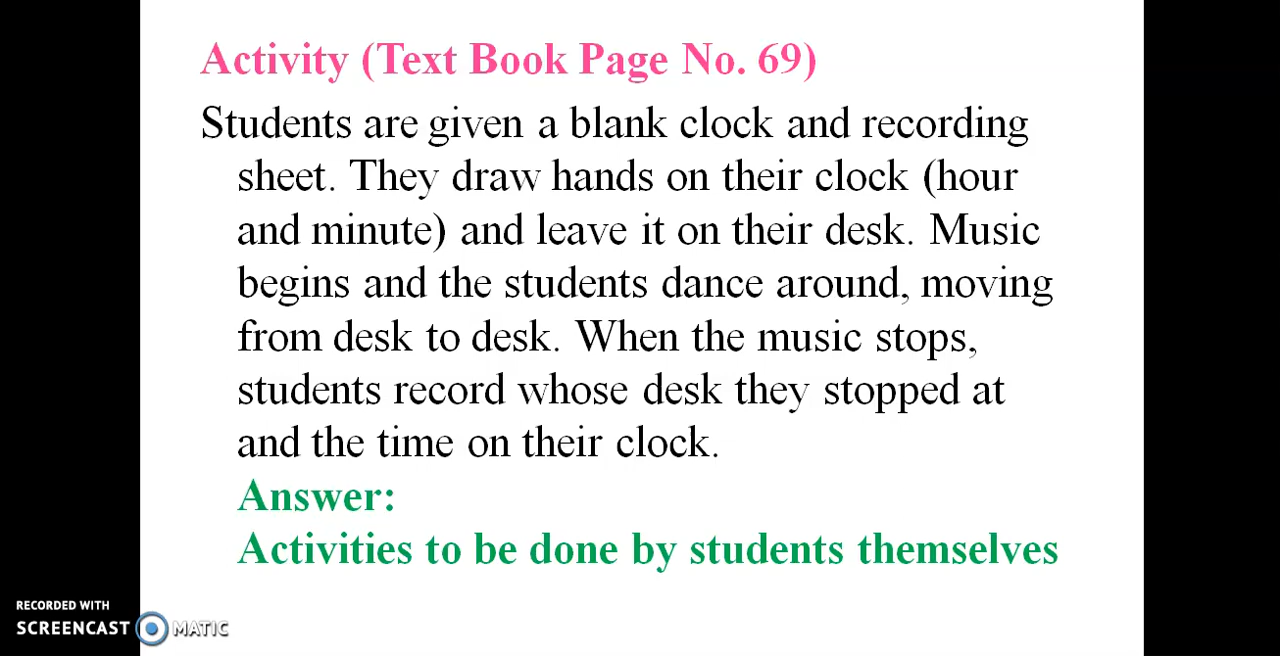 Activity (Text Book Page No. 69)
Students are given a blank clock and recording
sheet. They draw hands on their clock (hour
and minute) and leave it on their desk. Music
begins and the students dance around, moving
from desk to desk. When the music stops,
students record whose desk they stopped at
and the time on their clock.
Answer:
Activities to be done by students themselves
RECORDED WITH
SCREENCAST MATIC